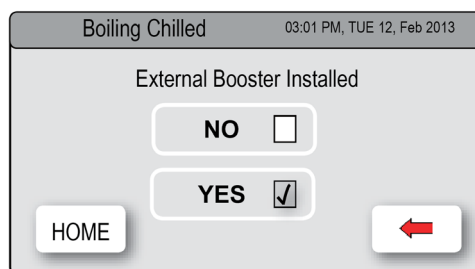 Boiling Chilled 03:01 PM, TUE 12, Feb 2013
External Booster Installed
NO
YES
HOME